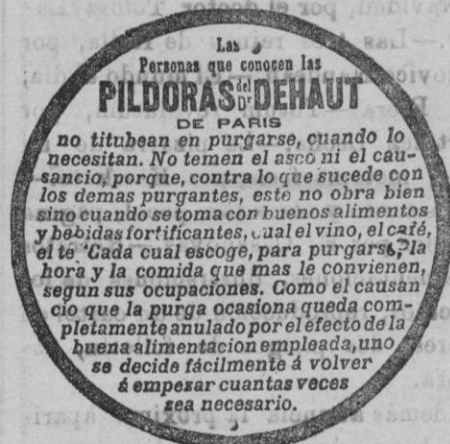 Las
Personas que conocen las
PILDORAS del Dr. DEHAUT
DE PARIS
no titubean en purgarse, cuando lo
necesitan. No temen el asco ni el cau-
sancio, porque, contra lo que sucede con
los demas purgantes, este no obra bien
sino cuando se toma con buenos alimentos
y bebidas fortificantes, cual el vino, el café,
el te. Cada cual escoge, para purgarse, la
hora y la comida que mas le convienen,
segun sus ocupaciones. Como el causan
cio que la purga ocasiona queda com-
pletamente anulado por el efecto de la
buena alimentacion empleada, uno
se decide fácilmente á volver
á empezar cuantas veces
sea necesario.